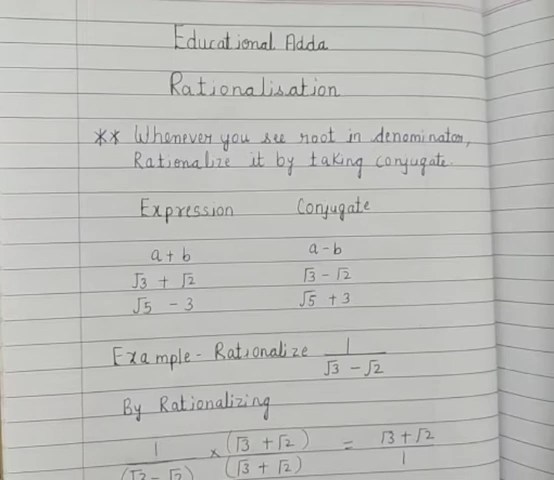 Educational Adda
Rationalisation
** Whenever you see root in denominator,
Rationalize it by taking conjugate.
Expression Conjugate
a + b a - b
√3 + √2 √3 - √2
√5 - 3 √5 + 3
Example - Rationalize 1/(√3 - √2)
By Rationalizing
1/(√3 - √2) × (√3 + √2)/(√3 + √2) = (√3 + √2)/1